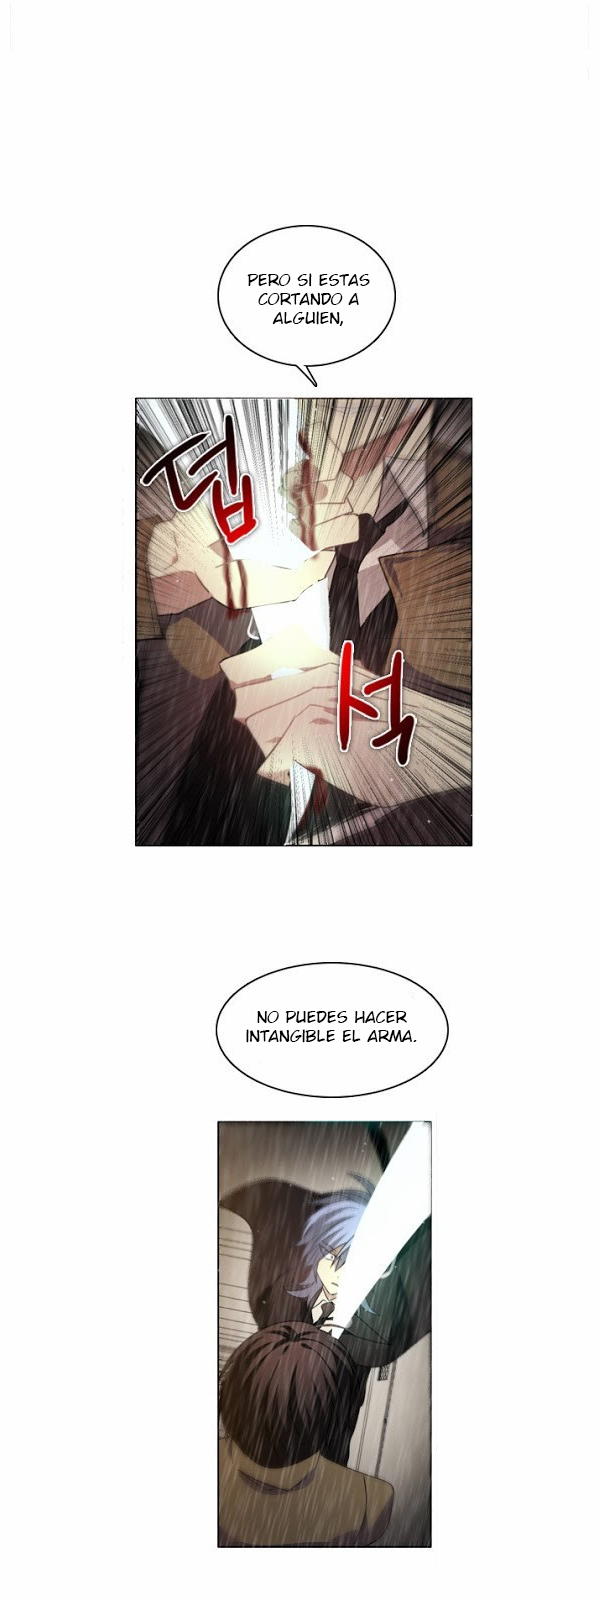 PERO SI ESTAS
CORTANDO A
ALGUIEN,
덥
석
NO PUEDES HACER
INTANGIBLE EL ARMA.